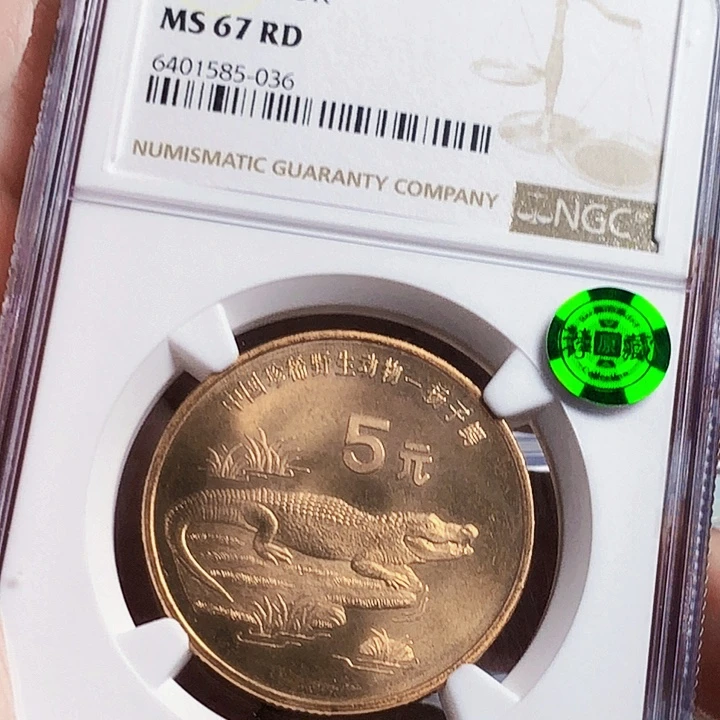 MS 67 RD
6401585-036
NUMISMATIC GUARANTY COMPANY
NGC
藏
中国珍稀野生动物—扬子鳄
5元